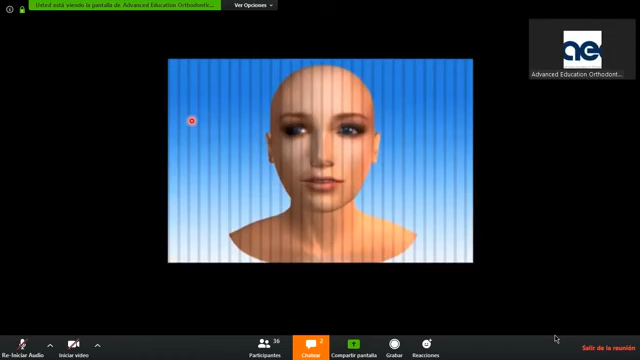 Usted está viendo la pantalla de Advanced Education Orthodontic...
Ver Opciones
ae
Advanced Education Orthodont...
Re-Iniciar Audio
Iniciar video
36
Participantes
2
Chatear
Compartir pantalla
Grabar
Reacciones
Salir de la reunión